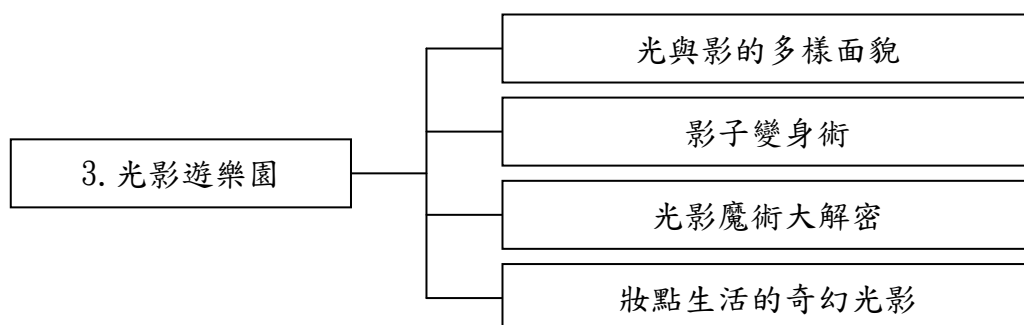 光與影的多樣面貌
影子變身術
3.光影遊樂園
光影魔術大解密
妝點生活的奇幻光影